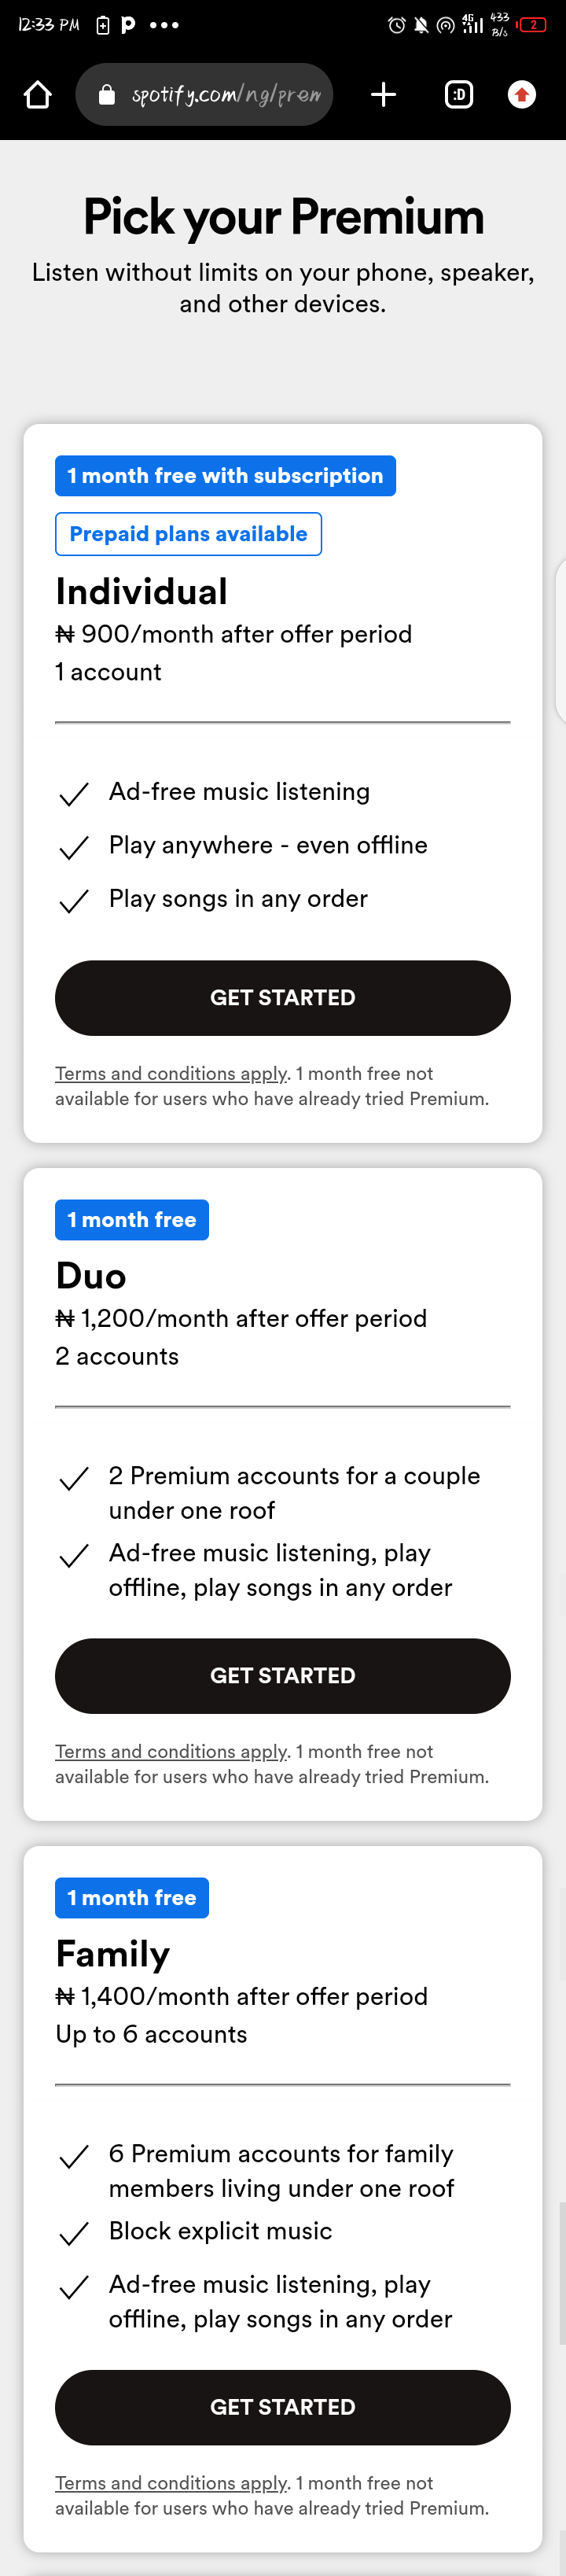 12:33 PM
4G
433
B/s
2
spotify.com/ng/prem
:D
Pick your Premium
Listen without limits on your phone, speaker,
and other devices.
1 month free with subscription
Prepaid plans available
Individual
₦ 900/month after offer period
1 account
Ad-free music listening
Play anywhere - even offline
Play songs in any order
GET STARTED
Terms and conditions apply. 1 month free not
available for users who have already tried Premium.
1 month free
Duo
₦ 1,200/month after offer period
2 accounts
2 Premium accounts for a couple
under one roof
Ad-free music listening, play
offline, play songs in any order
GET STARTED
Terms and conditions apply. 1 month free not
available for users who have already tried Premium.
1 month free
Family
₦ 1,400/month after offer period
Up to 6 accounts
6 Premium accounts for family
members living under one roof
Block explicit music
Ad-free music listening, play
offline, play songs in any order
GET STARTED
Terms and conditions apply. 1 month free not
available for users who have already tried Premium.